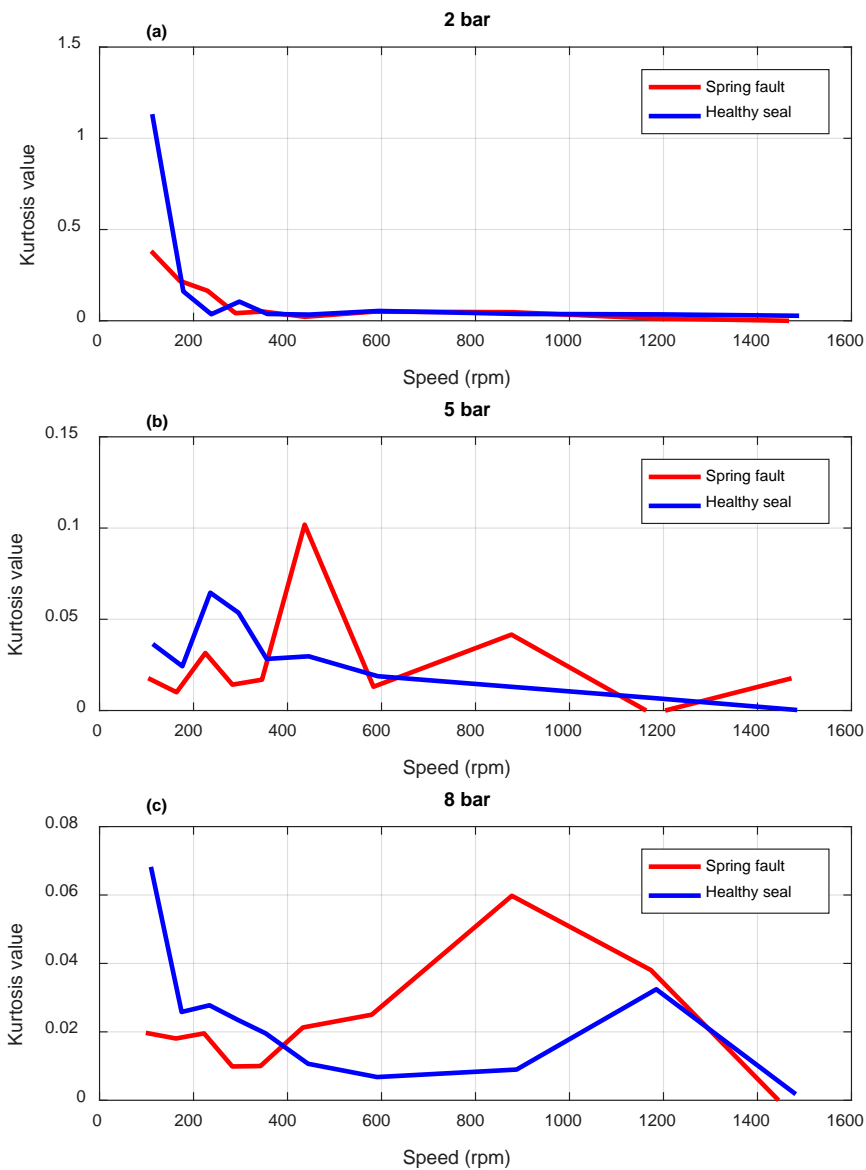 (a) 2 bar
1.5
1
0.5
0
Kurtosis value
Spring fault
Healthy seal
0 200 400 600 800 1000 1200 1400 1600
Speed (rpm)
(b) 5 bar
0.15
0.1
0.05
0
Kurtosis value
Spring fault
Healthy seal
0 200 400 600 800 1000 1200 1400 1600
Speed (rpm)
(c) 8 bar
0.08
0.06
0.04
0.02
0
Kurtosis value
Spring fault
Healthy seal
0 200 400 600 800 1000 1200 1400 1600
Speed (rpm)